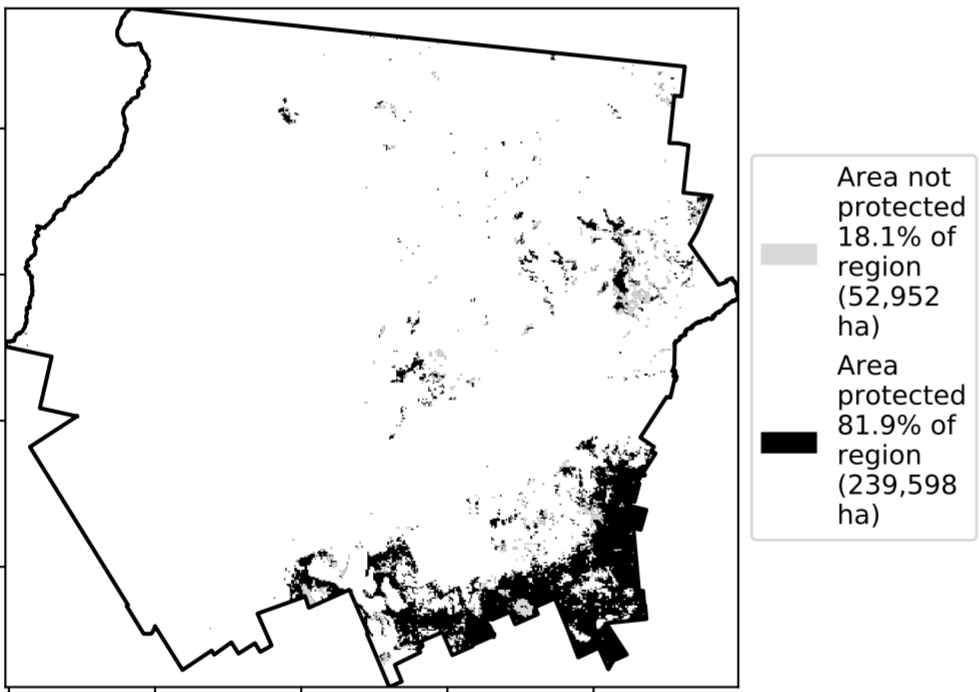 Area not
protected
18.1% of
region
(52,952
ha)
Area
protected
81.9% of
region
(239,598
ha)